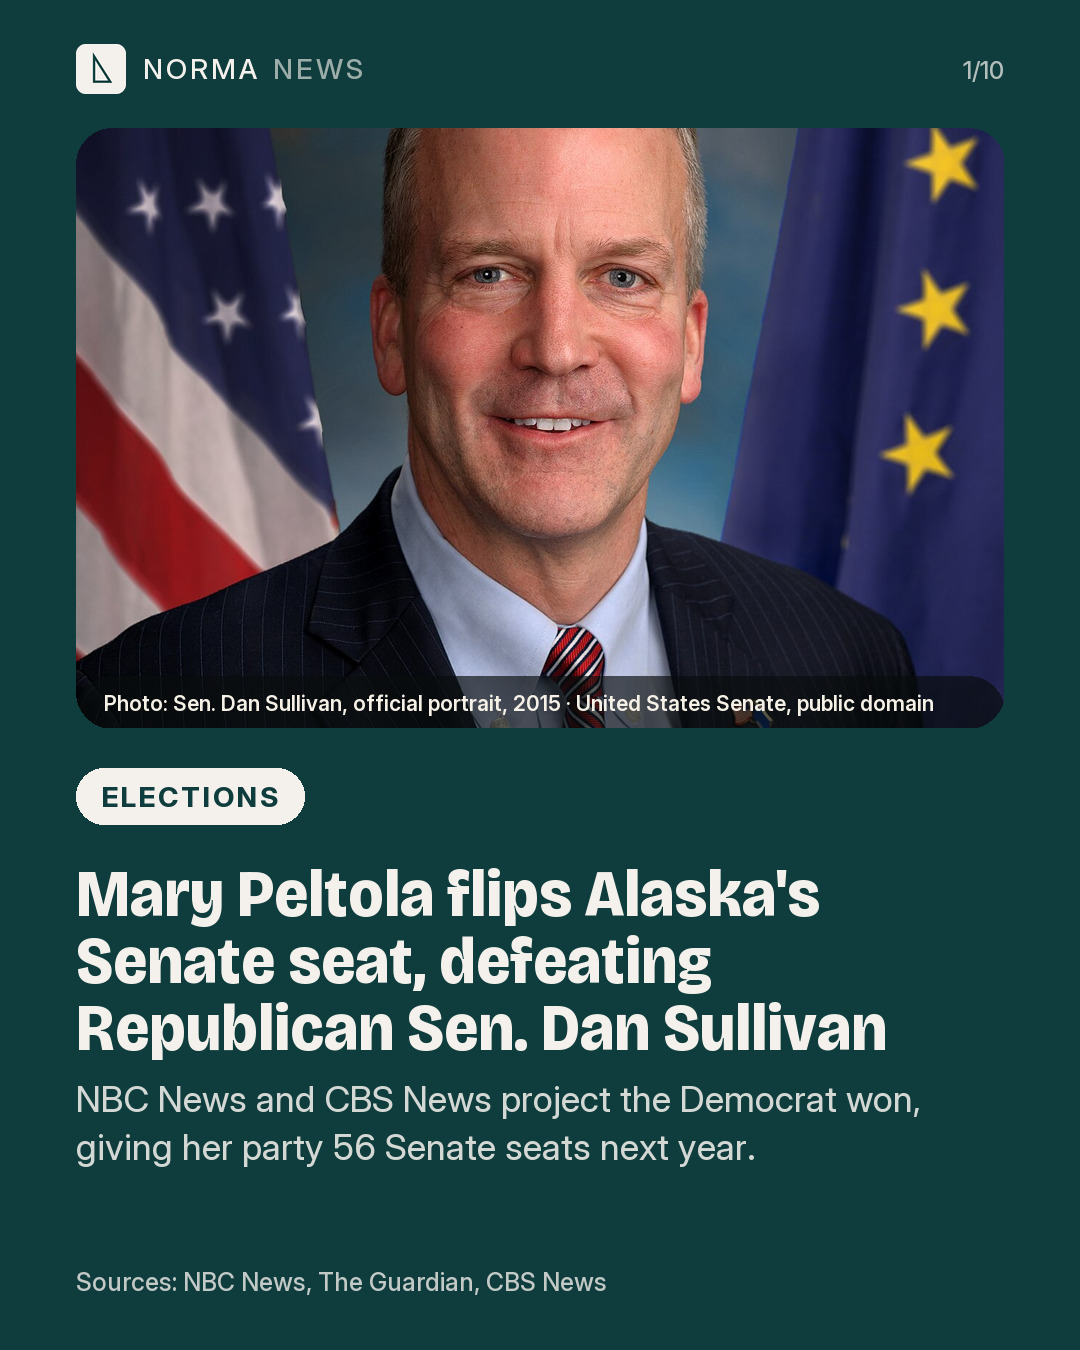 NORMA NEWS
1/10
Photo: Sen. Dan Sullivan, official portrait, 2015 · United States Senate, public domain
ELECTIONS
Mary Peltola flips Alaska's
Senate seat, defeating
Republican Sen. Dan Sullivan
NBC News and CBS News project the Democrat won,
giving her party 56 Senate seats next year.
Sources: NBC News, The Guardian, CBS News